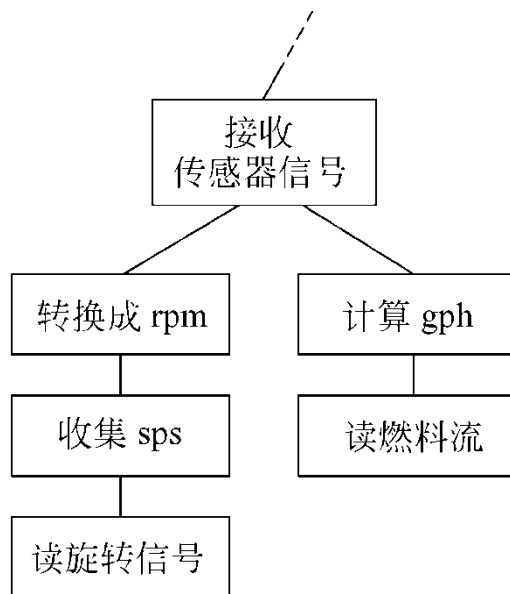 接收
传感器信号
转换成 rpm
计算 gph
收集 sps
读燃料流
读旋转信号